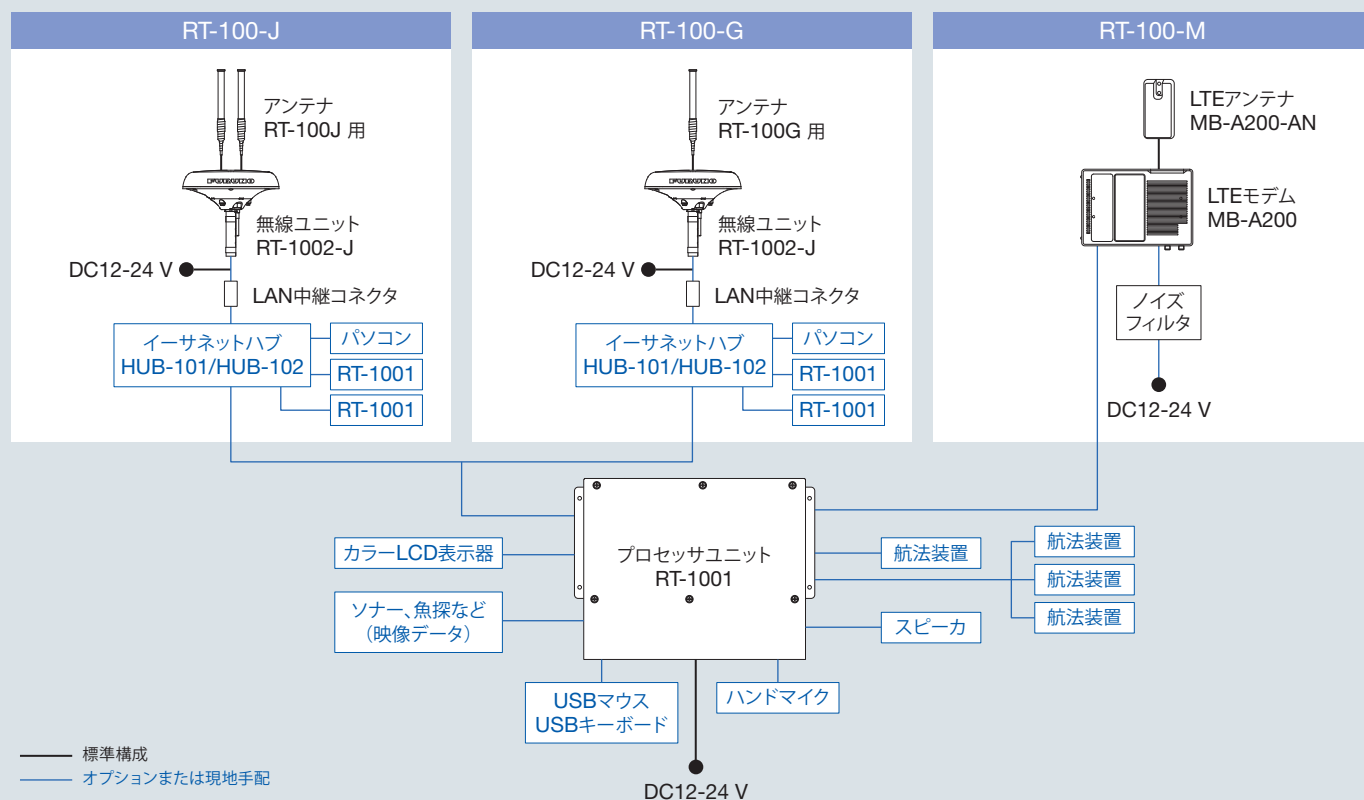 RT-100-J
アンテナ
RT-100J 用
FURUNO
無線ユニット
RT-1002-J
DC12-24 V
LAN中継コネクタ
イーサネットハブ
HUB-101/HUB-102
パソコン
RT-1001
RT-1001
RT-100-G
アンテナ
RT-100G 用
FURUNO
無線ユニット
RT-1002-J
DC12-24 V
LAN中継コネクタ
イーサネットハブ
HUB-101/HUB-102
パソコン
RT-1001
RT-1001
RT-100-M
LTEアンテナ
MB-A200-AN
LTEモデム
MB-A200
ノイズ
フィルタ
DC12-24 V
カラーLCD表示器
ソナー、魚探など
（映像データ）
プロセッサユニット
RT-1001
航法装置
航法装置
航法装置
航法装置
スピーカ
USBマウス
USBキーボード
ハンドマイク
DC12-24 V
標準構成
オプションまたは現地手配